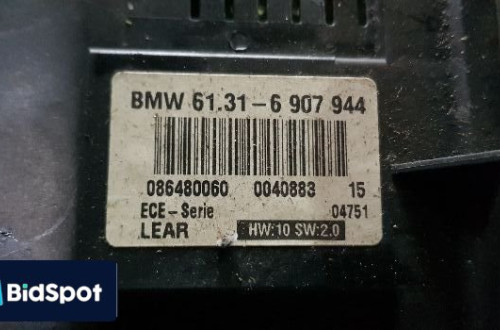 BMW 61.31-6 907 944
086480060 0040883 15
ECE-Serie 04751
LEAR HW:10 SW:2.0
BidSpot